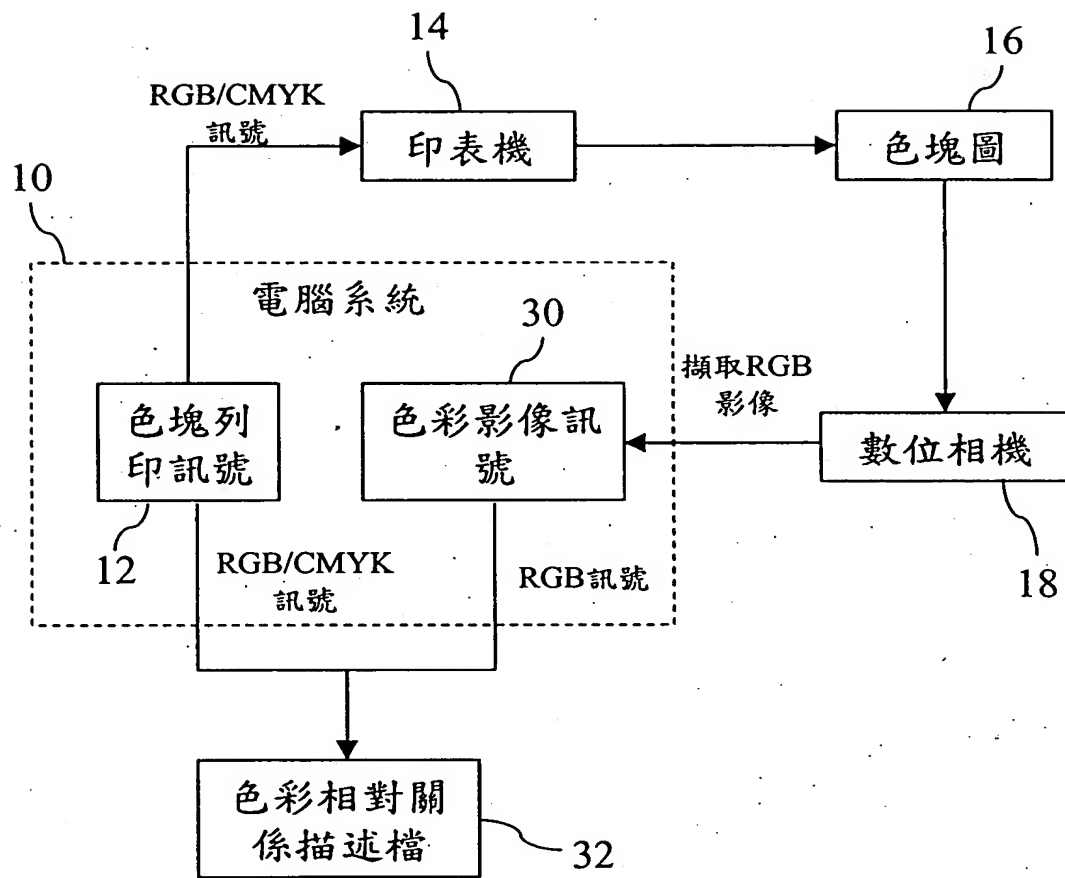 14
16
RGB/CMYK
訊號
印表機
色塊圖
10
電腦系統
30
擷取RGB
影像
色塊列
印訊號
色彩影像訊
號
數位相機
12
RGB/CMYK
訊號
RGB訊號
18
色彩相對關
係描述檔
32